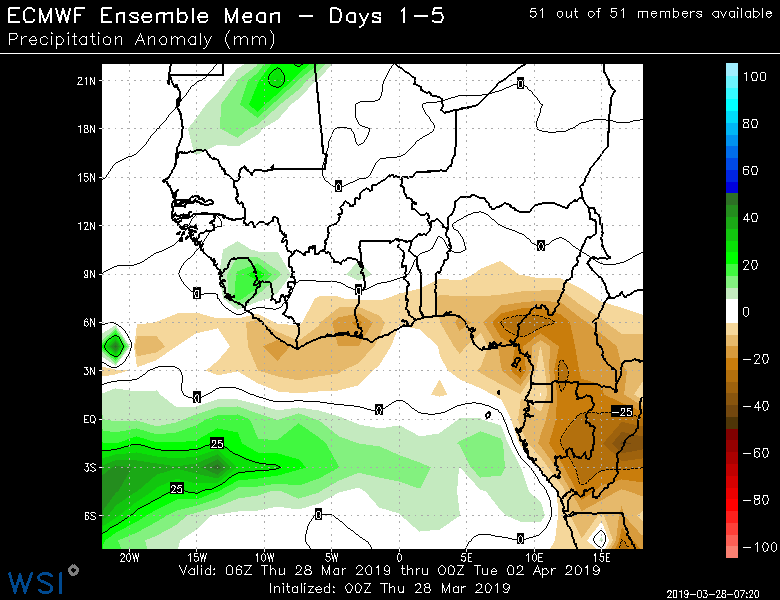 ECMWF Ensemble Mean – Days 1–5
51 out of 51 members available
Precipitation Anomaly (mm)
21N
18N
15N
12N
9N
6N
3N
EQ
3S
6S
20W
15W
10W
5W
0
5E
10E
15E
0
0
0
0
0
0
0
0
0
25
25
–25
100
80
60
40
20
0
–20
–40
–60
–80
–100
Valid: 06Z Thu 28 Mar 2019 thru 00Z Tue 02 Apr 2019
Initalized: 00Z Thu 28 Mar 2019
WSI
2019-03-28-07:20